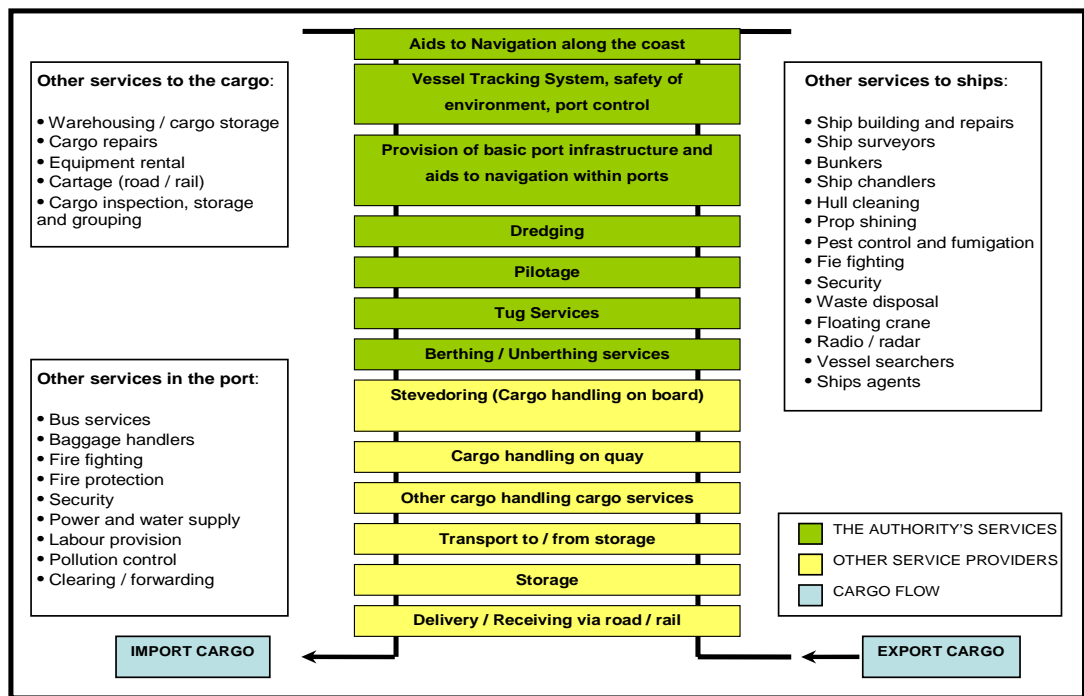 Aids to Navigation along the coast
Vessel Tracking System, safety of
environment, port control
Provision of basic port infrastructure and
aids to navigation within ports
Dredging
Pilotage
Tug Services
Berthing / Unberthing services
Stevedoring (Cargo handling on board)
Cargo handling on quay
Other cargo handling cargo services
Transport to / from storage
Storage
Delivery / Receiving via road / rail
Other services to the cargo:
• Warehousing / cargo storage
• Cargo repairs
• Equipment rental
• Cartage (road / rail)
• Cargo inspection, storage
and grouping
Other services in the port:
• Bus services
• Baggage handlers
• Fire fighting
• Fire protection
• Security
• Power and water supply
• Labour provision
• Pollution control
• Clearing / forwarding
Other services to ships:
• Ship building and repairs
• Ship surveyors
• Bunkers
• Ship chandlers
• Hull cleaning
• Prop shining
• Pest control and fumigation
• Fie fighting
• Security
• Waste disposal
• Floating crane
• Radio / radar
• Vessel searchers
• Ships agents
THE AUTHORITY'S SERVICES
OTHER SERVICE PROVIDERS
CARGO FLOW
IMPORT CARGO
EXPORT CARGO